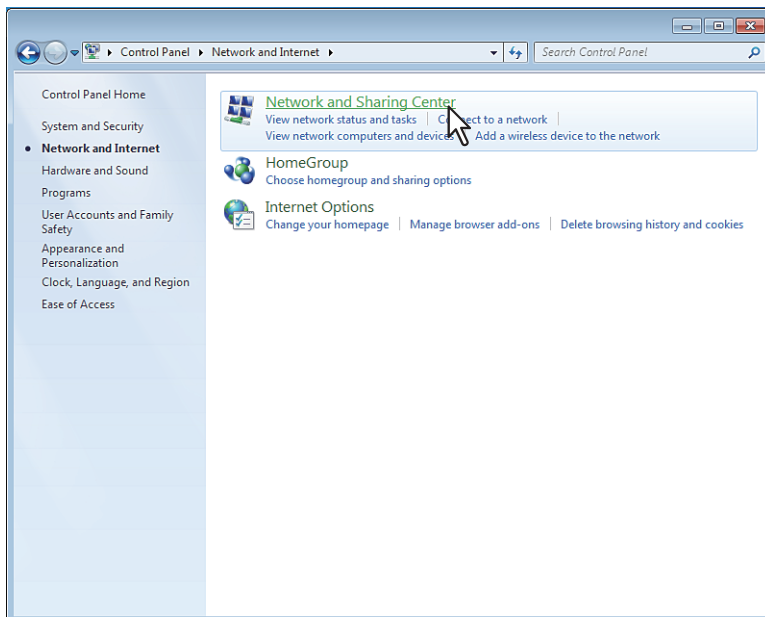 Control Panel Network and Internet Search Control Panel
Control Panel Home
System and Security
Network and Internet
Hardware and Sound
Programs
User Accounts and Family
Safety
Appearance and
Personalization
Clock, Language, and Region
Ease of Access
Network and Sharing Center
View network status and tasks Connect to a network
View network computers and devices Add a wireless device to the network
HomeGroup
Choose homegroup and sharing options
Internet Options
Change your homepage Manage browser add-ons Delete browsing history and cookies